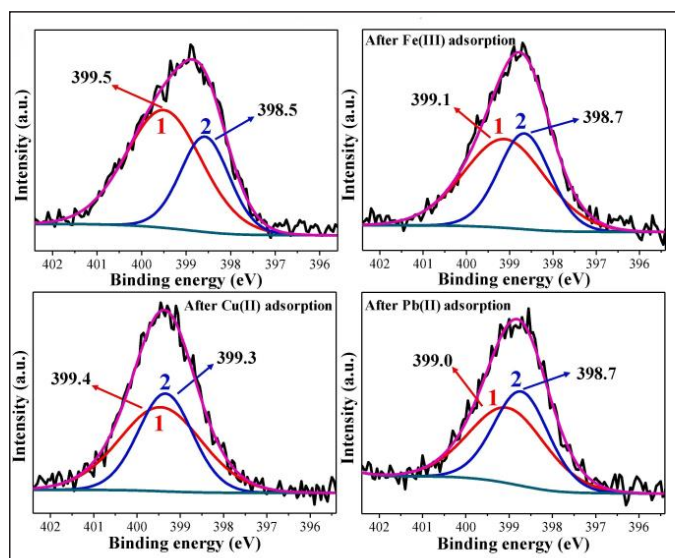 Intensity (a.u.)
399.5
1
2
398.5
402 401 400 399 398 397 396
Binding energy (eV)
After Fe(III) adsorption
Intensity (a.u.)
399.1
1
2
398.7
402 401 400 399 398 397 396
Binding energy (eV)
After Cu(II) adsorption
Intensity (a.u.)
399.4
1
2
399.3
402 401 400 399 398 397 396
Binding energy (eV)
After Pb(II) adsorption
Intensity (a.u.)
399.0
1
2
398.7
402 401 400 399 398 397 396
Binding energy (eV)